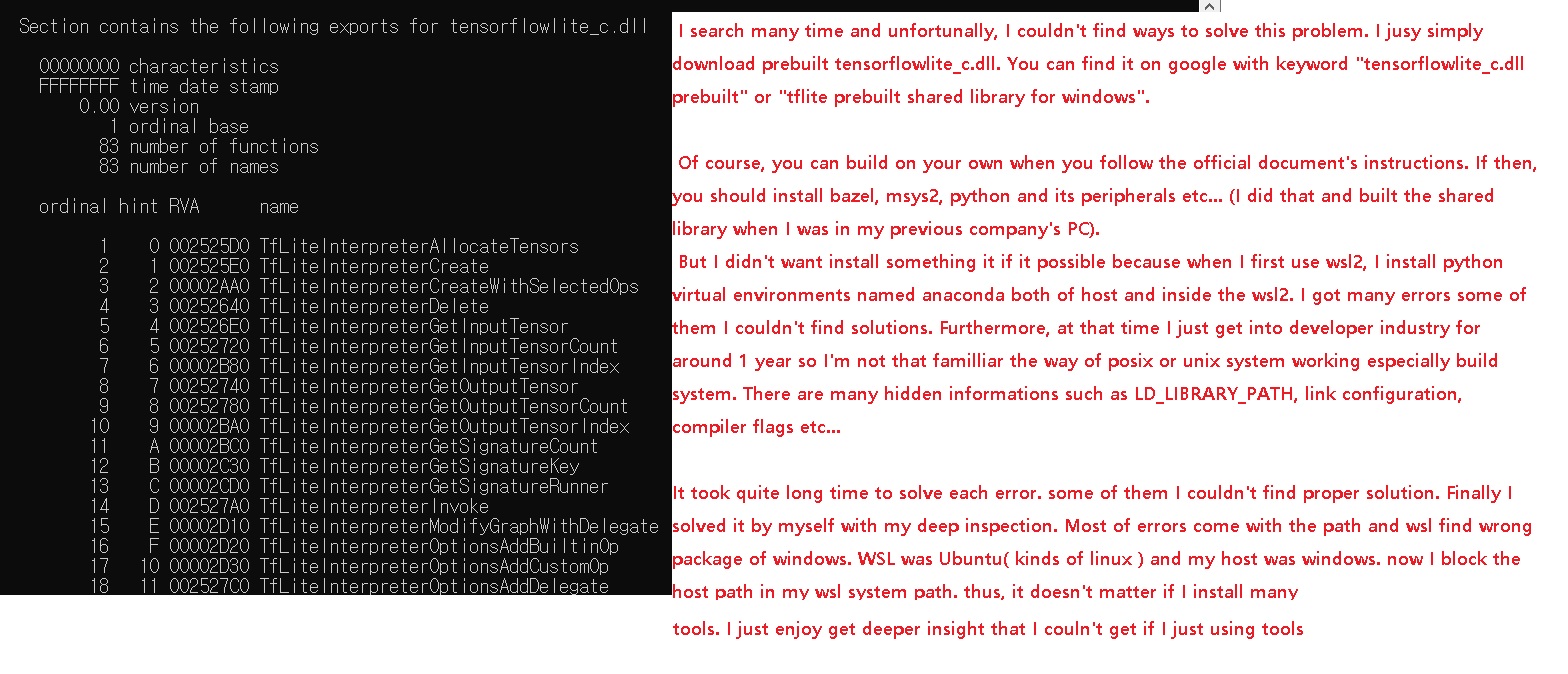 Section contains the following exports for tensorflowlite_c.dll
00000000 characteristics
FFFFFFFF time date stamp
0.00 version
1 ordinal base
83 number of functions
83 number of names
ordinal hint RVA name
1 0 002525D0 TfLiteInterpreterAllocateTensors
2 1 002525E0 TfLiteInterpreterCreate
3 2 00002AA0 TfLiteInterpreterCreateWithSelectedOps
4 3 00252640 TfLiteInterpreterDelete
5 4 002526E0 TfLiteInterpreterGetInputTensor
6 5 00252720 TfLiteInterpreterGetInputTensorCount
7 6 00002B80 TfLiteInterpreterGetInputTensorIndex
8 7 00252740 TfLiteInterpreterGetOutputTensor
9 8 00252780 TfLiteInterpreterGetOutputTensorCount
10 9 00002BA0 TfLiteInterpreterGetOutputTensorIndex
11 A 00002BC0 TfLiteInterpreterGetSignatureCount
12 B 00002C30 TfLiteInterpreterGetSignatureKey
13 C 00002CD0 TfLiteInterpreterGetSignatureRunner
14 D 002527A0 TfLiteInterpreterInvoke
15 E 00002D10 TfLiteInterpreterModifyGraphWithDelegate
16 F 00002D20 TfLiteInterpreterOptionsAddBuiltinOp
17 10 00002D30 TfLiteInterpreterOptionsAddCustomOp
18 11 002527C0 TfLiteInterpreterOptionsAddDelegate
I search many time and unfortunally, I couldn't find ways to solve this problem. I jusy simply
download prebuilt tensorflowlite_c.dll. You can find it on google with keyword "tensorflowlite_c.dll
prebuilt" or "tflite prebuilt shared library for windows".
Of course, you can build on your own when you follow the official document's instructions. If then,
you should install bazel, msys2, python and its peripherals etc... (I did that and built the shared
library when I was in my previous company's PC).
But I didn't want install something it if it possible because when I first use wsl2, I install python
virtual environments named anaconda both of host and inside the wsl2. I got many errors some of
them I couldn't find solutions. Furthermore, at that time I just get into developer industry for
around 1 year so I'm not that familliar the way of posix or unix system working especially build
system. There are many hidden informations such as LD_LIBRARY_PATH, link configuration,
compiler flags etc...
It took quite long time to solve each error. some of them I couldn't find proper solution. Finally I
solved it by myself with my deep inspection. Most of errors come with the path and wsl find wrong
package of windows. WSL was Ubuntu( kinds of linux ) and my host was windows. now I block the
host path in my wsl system path. thus, it doesn't matter if I install many
tools. I just enjoy get deeper insight that I couln't get if I just using tools